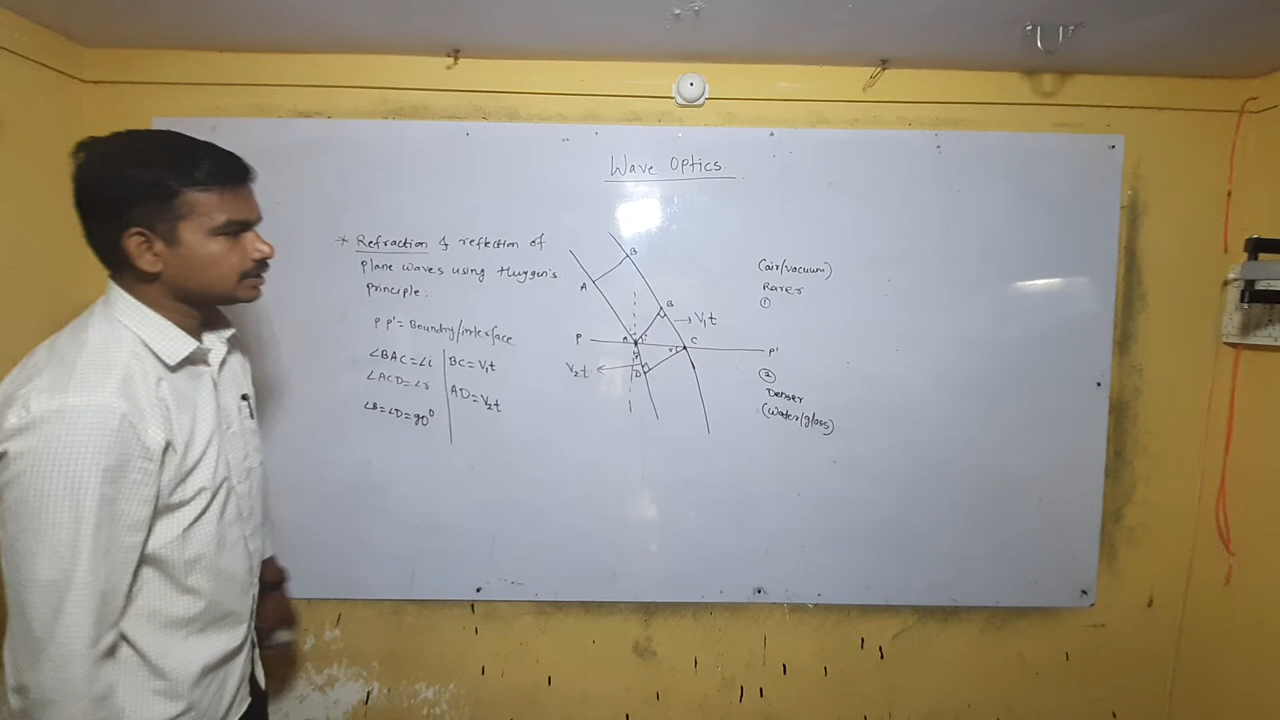 Wave Optics
* Refraction & reflection of
plane waves using Huygen's
principle:
P P' = Boundry/interface
∠BAC = ∠i
∠ACD = ∠r
∠B = ∠D = 90°
BC = V₁t
AD = V₂t
B
A
B
→ V₁t
P
A
i
r
C
P'
V₂t ←
r
D
(air/vacuum)
Rarer
①
②
Denser
(Water/glass)